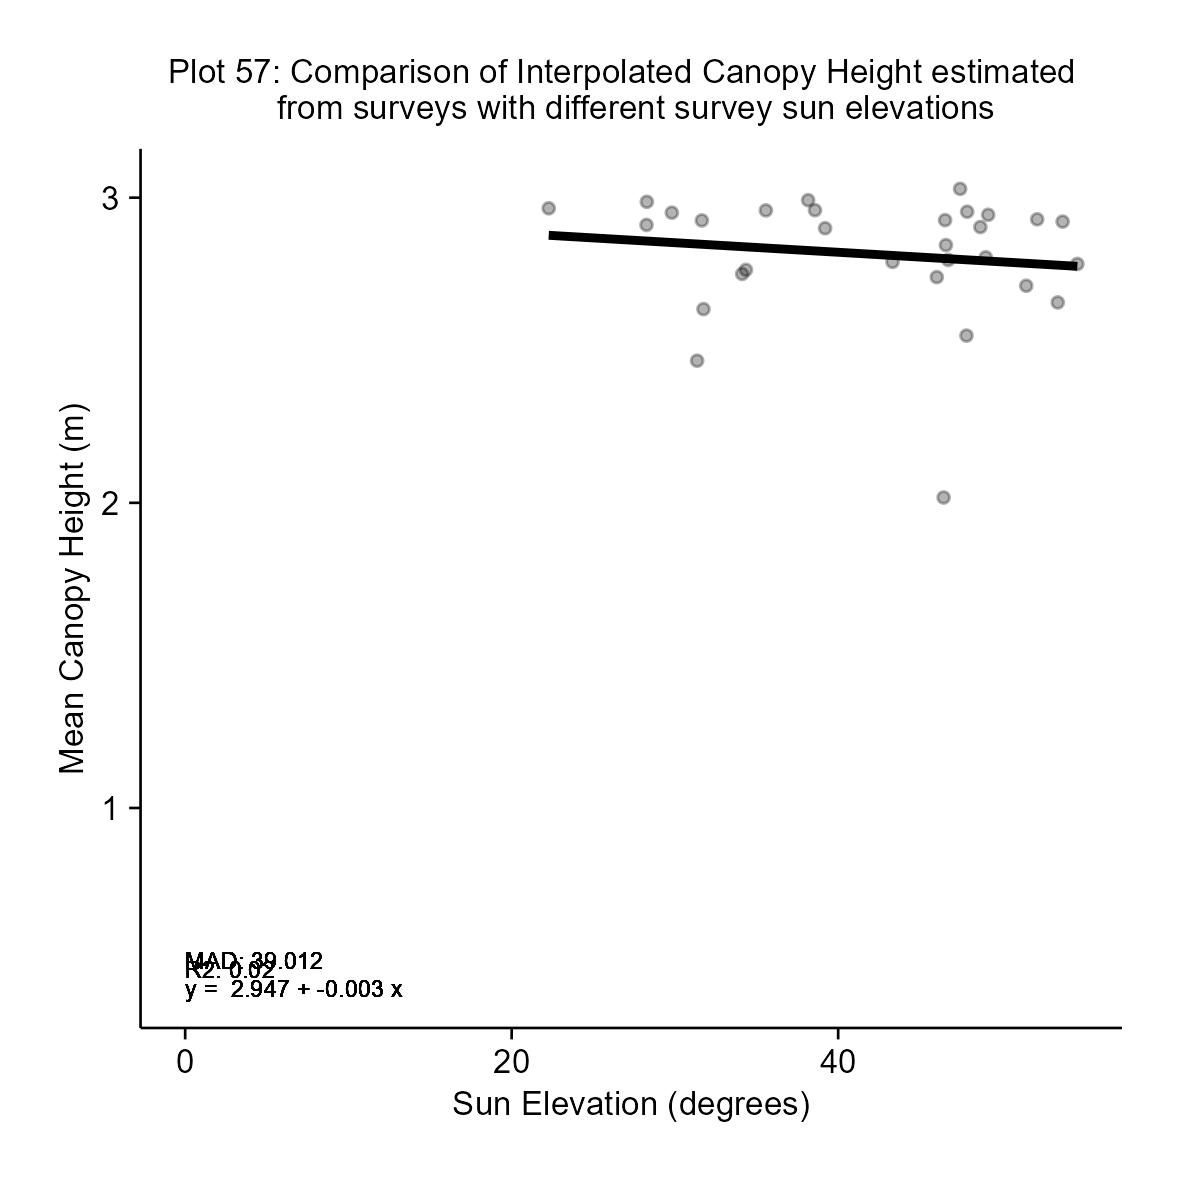 Plot 57: Comparison of Interpolated Canopy Height estimated
from surveys with different survey sun elevations
3
2
1
Mean Canopy Height (m)
MAD: 39.012
R2: 0.02
y =  2.947 + -0.003 x
0 20 40
Sun Elevation (degrees)